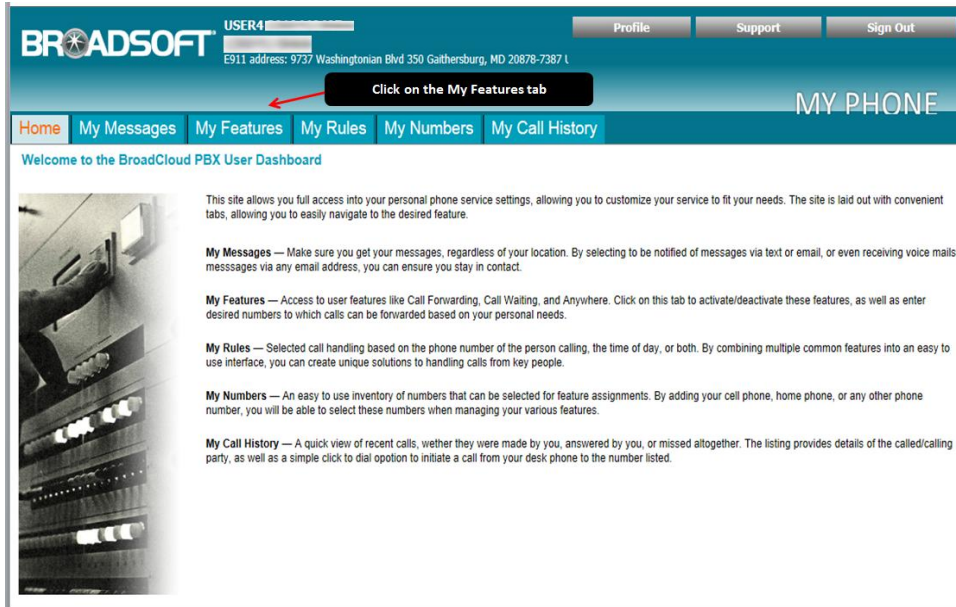 BROADSOFT
USER4
E911 address: 9737 Washingtonian Blvd 350 Gaithersburg, MD 20878-7387 U
Profile
Support
Sign Out
Click on the My Features tab
MY PHONE
Home
My Messages
My Features
My Rules
My Numbers
My Call History
Welcome to the BroadCloud PBX User Dashboard
This site allows you full access into your personal phone service settings, allowing you to customize your service to fit your needs. The site is laid out with convenient
tabs, allowing you to easily navigate to the desired feature.
My Messages — Make sure you get your messages, regardless of your location. By selecting to be notified of messages via text or email, or even receiving voice mails
messsages via any email address, you can ensure you stay in contact.
My Features — Access to user features like Call Forwarding, Call Waiting, and Anywhere. Click on this tab to activate/deactivate these features, as well as enter
desired numbers to which calls can be forwarded based on your personal needs.
My Rules — Selected call handling based on the phone number of the person calling, the time of day, or both. By combining multiple common features into an easy to
use interface, you can create unique solutions to handling calls from key people.
My Numbers — An easy to use inventory of numbers that can be selected for feature assignments. By adding your cell phone, home phone, or any other phone
number, you will be able to select these numbers when managing your various features.
My Call History — A quick view of recent calls, wether they were made by you, answered by you, or missed altogether. The listing provides details of the called/calling
party, as well as a simple click to dial opotion to initiate a call from your desk phone to the number listed.